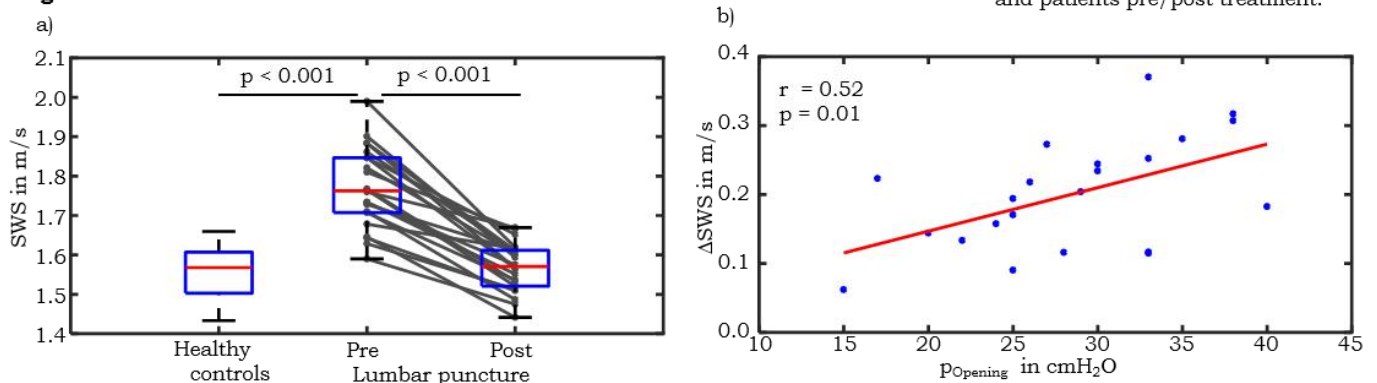 and patients pre/post treatment.
a)
SWS in m/s
2.1
2.0
1.9
1.8
1.7
1.6
1.5
1.4
p < 0.001
p < 0.001
Healthy controls
Pre
Post
Lumbar puncture
b)
ΔSWS in m/s
0.4
0.3
0.2
0.1
0.0
r = 0.52
p = 0.01
10
15
20
25
30
35
40
45
pOpening in cmH2O